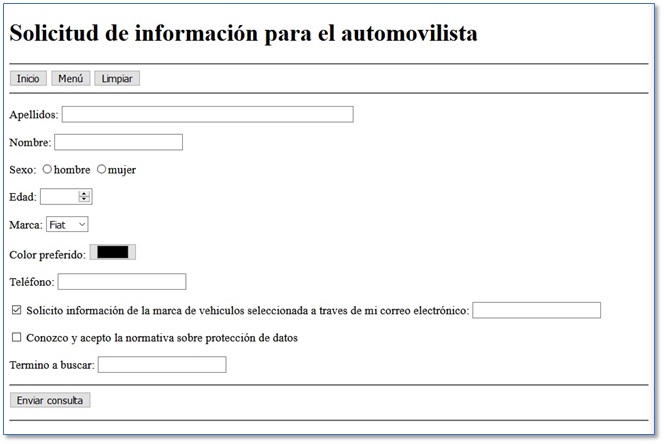 Solicitud de información para el automovilista
Inicio Menú Limpiar
Apellidos:
Nombre:
Sexo: hombre mujer
Edad:
Marca: Fiat
Color preferido:
Teléfono:
Solicito información de la marca de vehiculos seleccionada a traves de mi correo electrónico:
Conozco y acepto la normativa sobre protección de datos
Termino a buscar:
Enviar consulta